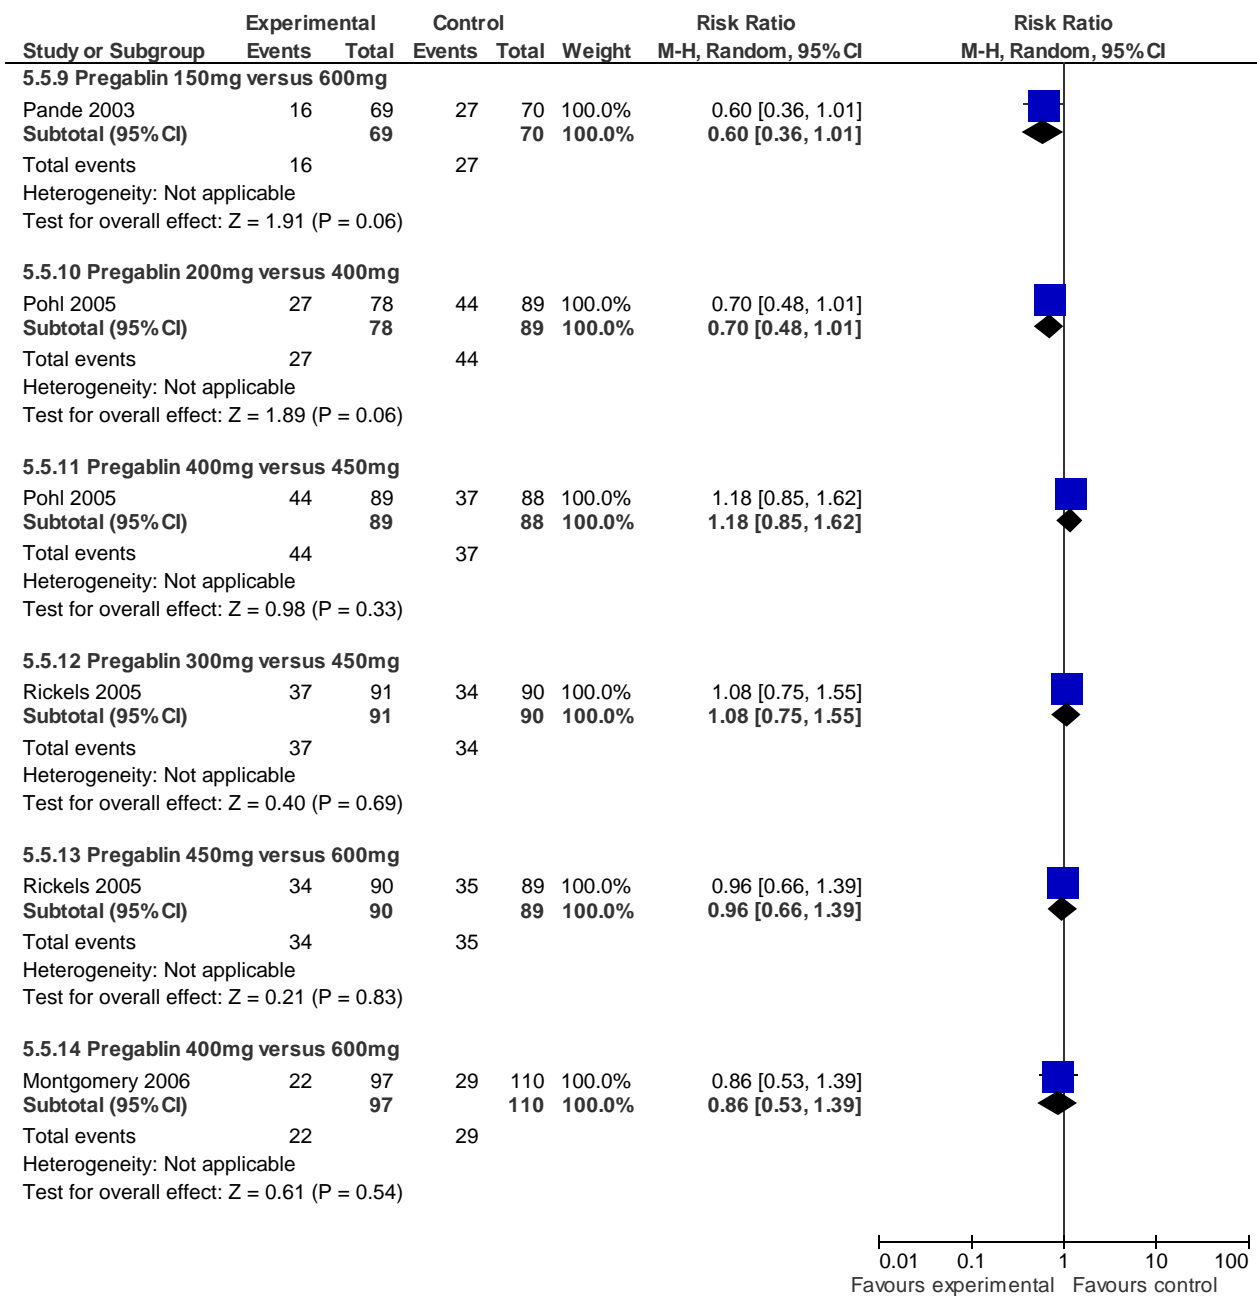 Experimental Control Risk Ratio Risk Ratio
Study or Subgroup Events Total Events Total Weight M-H, Random, 95% CI M-H, Random, 95% CI
5.5.9 Pregablin 150mg versus 600mg
Pande 2003 16 69 27 70 100.0% 0.60 [0.36, 1.01]
Subtotal (95% CI) 69 70 100.0% 0.60 [0.36, 1.01]
Total events 16 27
Heterogeneity: Not applicable
Test for overall effect: Z = 1.91 (P = 0.06)
5.5.10 Pregablin 200mg versus 400mg
Pohl 2005 27 78 44 89 100.0% 0.70 [0.48, 1.01]
Subtotal (95% CI) 78 89 100.0% 0.70 [0.48, 1.01]
Total events 27 44
Heterogeneity: Not applicable
Test for overall effect: Z = 1.89 (P = 0.06)
5.5.11 Pregablin 400mg versus 450mg
Pohl 2005 44 89 37 88 100.0% 1.18 [0.85, 1.62]
Subtotal (95% CI) 89 88 100.0% 1.18 [0.85, 1.62]
Total events 44 37
Heterogeneity: Not applicable
Test for overall effect: Z = 0.98 (P = 0.33)
5.5.12 Pregablin 300mg versus 450mg
Rickels 2005 37 91 34 90 100.0% 1.08 [0.75, 1.55]
Subtotal (95% CI) 91 90 100.0% 1.08 [0.75, 1.55]
Total events 37 34
Heterogeneity: Not applicable
Test for overall effect: Z = 0.40 (P = 0.69)
5.5.13 Pregablin 450mg versus 600mg
Rickels 2005 34 90 35 89 100.0% 0.96 [0.66, 1.39]
Subtotal (95% CI) 90 89 100.0% 0.96 [0.66, 1.39]
Total events 34 35
Heterogeneity: Not applicable
Test for overall effect: Z = 0.21 (P = 0.83)
5.5.14 Pregablin 400mg versus 600mg
Montgomery 2006 22 97 29 110 100.0% 0.86 [0.53, 1.39]
Subtotal (95% CI) 97 110 100.0% 0.86 [0.53, 1.39]
Total events 22 29
Heterogeneity: Not applicable
Test for overall effect: Z = 0.61 (P = 0.54)
0.01 0.1 1 10 100
Favours experimental Favours control